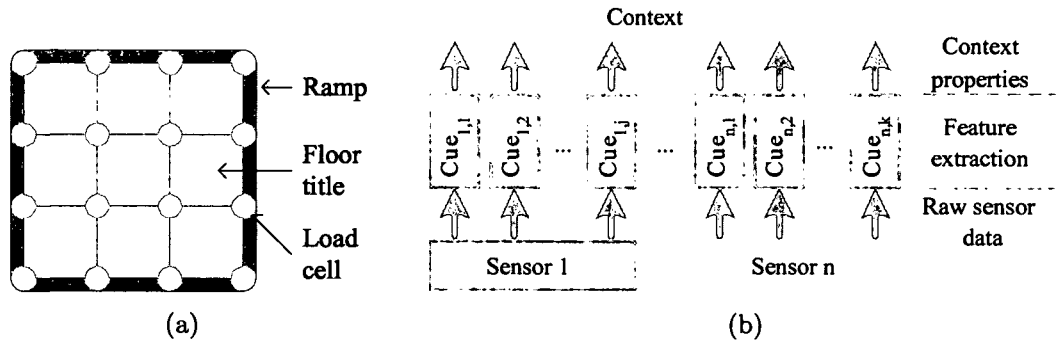 Ramp
Floor
title
Load
cell
(a)
Context
Context
properties
Cue1,1 Cue1,2 ... Cue1,j ... Cuen,1 Cuen,2 ... Cuen,k
Feature
extraction
Raw sensor
data
Sensor 1 Sensor n
(b)